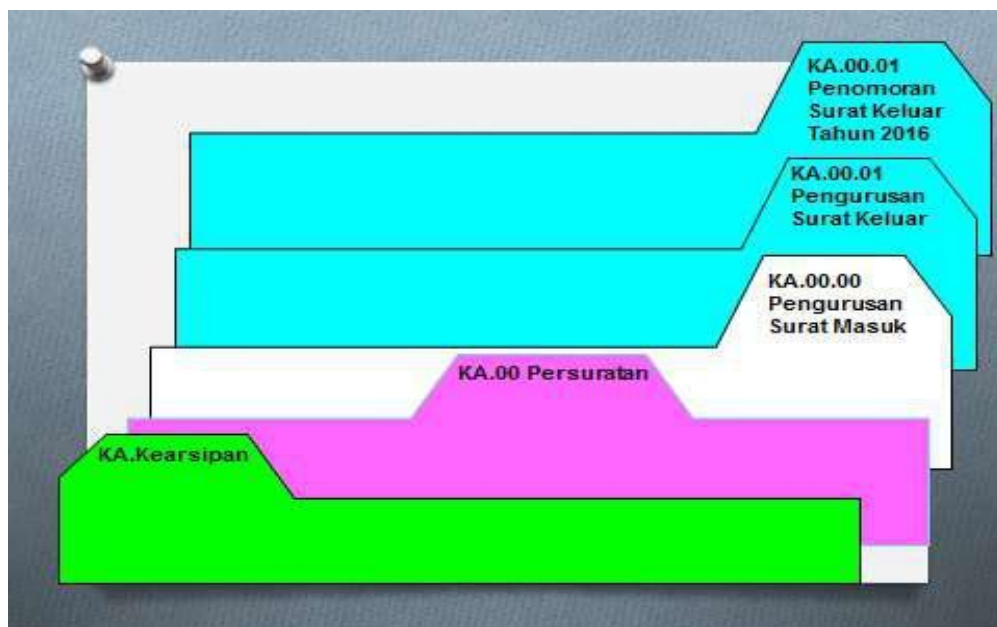 KA.00.01
Penomoran
Surat Keluar
Tahun 2016
KA.00.01
Pengurusan
Surat Keluar
KA.00.00
Pengurusan
Surat Masuk
KA.00 Persuratan
KA.Kearsipan